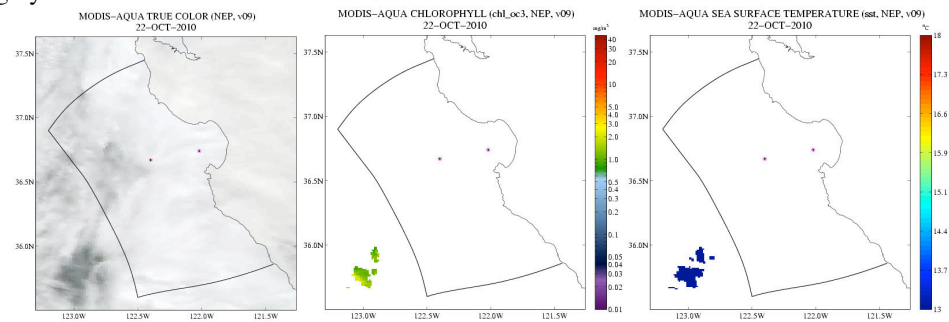 MODIS-AQUA TRUE COLOR (NEP, v09)
22-OCT-2010
37.0N
36.5N
36.0N
123.0W 122.5W 122.0W 121.5W
MODIS-AQUA CHLOROPHYLL (chl_oc3, NEP, v09)
22-OCT-2010
mg/m³
37.0N
36.5N
36.0N
123.0W 122.5W 122.0W 121.5W
40
30
20
10
5.0
4.0
3.0
2.0
1.0
0.5
0.4
0.3
0.2
0.1
0.05
0.04
0.03
0.02
0.01
MODIS-AQUA SEA SURFACE TEMPERATURE (sst, NEP, v09)
22-OCT-2010
°C
37.0N
36.5N
36.0N
123.0W 122.5W 122.0W 121.5W
18
17.3
16.6
15.9
15.1
14.4
13.7
13